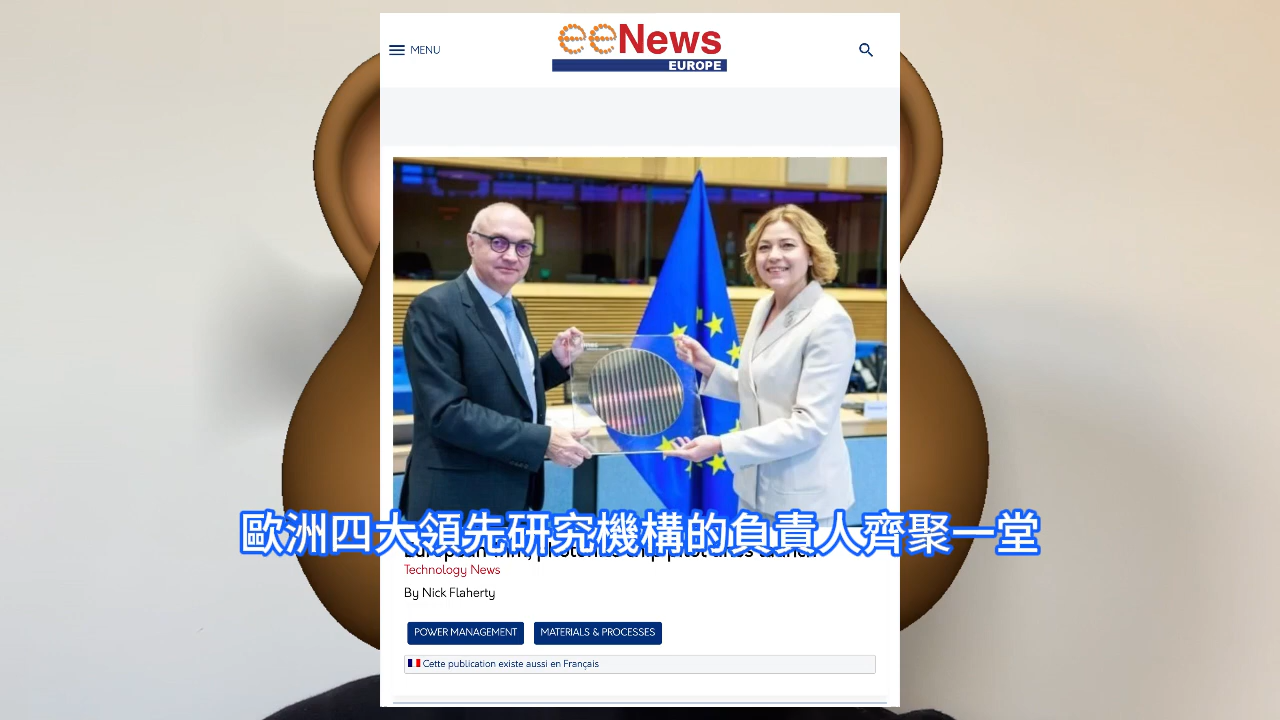 MENU
eeNews
EUROPE
歐洲四大領先研究機構的負責人齊聚一堂
Technology News
By Nick Flaherty
POWER MANAGEMENT
MATERIALS & PROCESSES
Cette publication existe aussi en Français